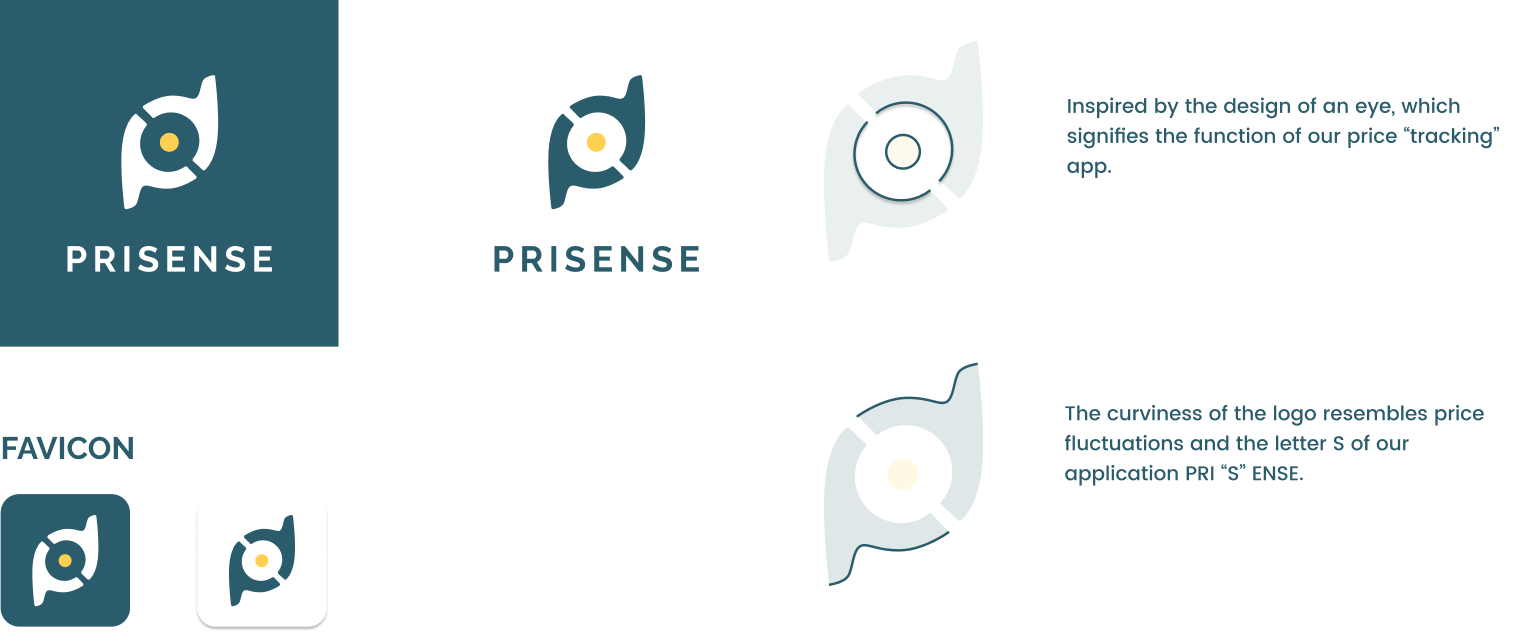 PRISENSE
PRISENSE
Inspired by the design of an eye, which
signifies the function of our price “tracking”
app.
FAVICON
The curviness of the logo resembles price
fluctuations and the letter S of our
application PRI “S” ENSE.